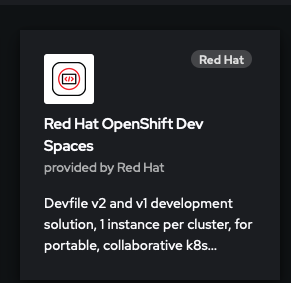 Red Hat
</>
Red Hat OpenShift Dev
Spaces
provided by Red Hat
Devfile v2 and v1 development
solution, 1 instance per cluster, for
portable, collaborative k8s...